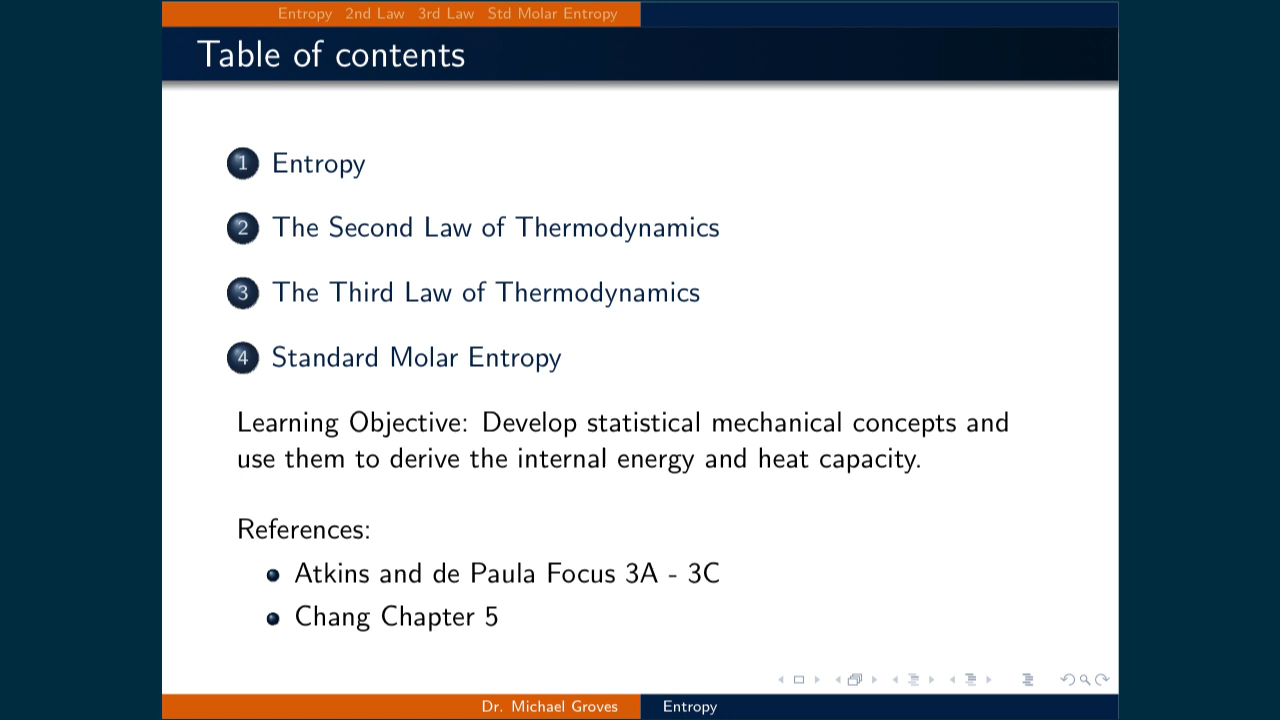 Entropy 2nd Law 3rd Law Std Molar Entropy
Table of contents
1 Entropy
2 The Second Law of Thermodynamics
3 The Third Law of Thermodynamics
4 Standard Molar Entropy
Learning Objective: Develop statistical mechanical concepts and
use them to derive the internal energy and heat capacity.
References:
Atkins and de Paula Focus 3A - 3C
Chang Chapter 5
Dr. Michael Groves Entropy